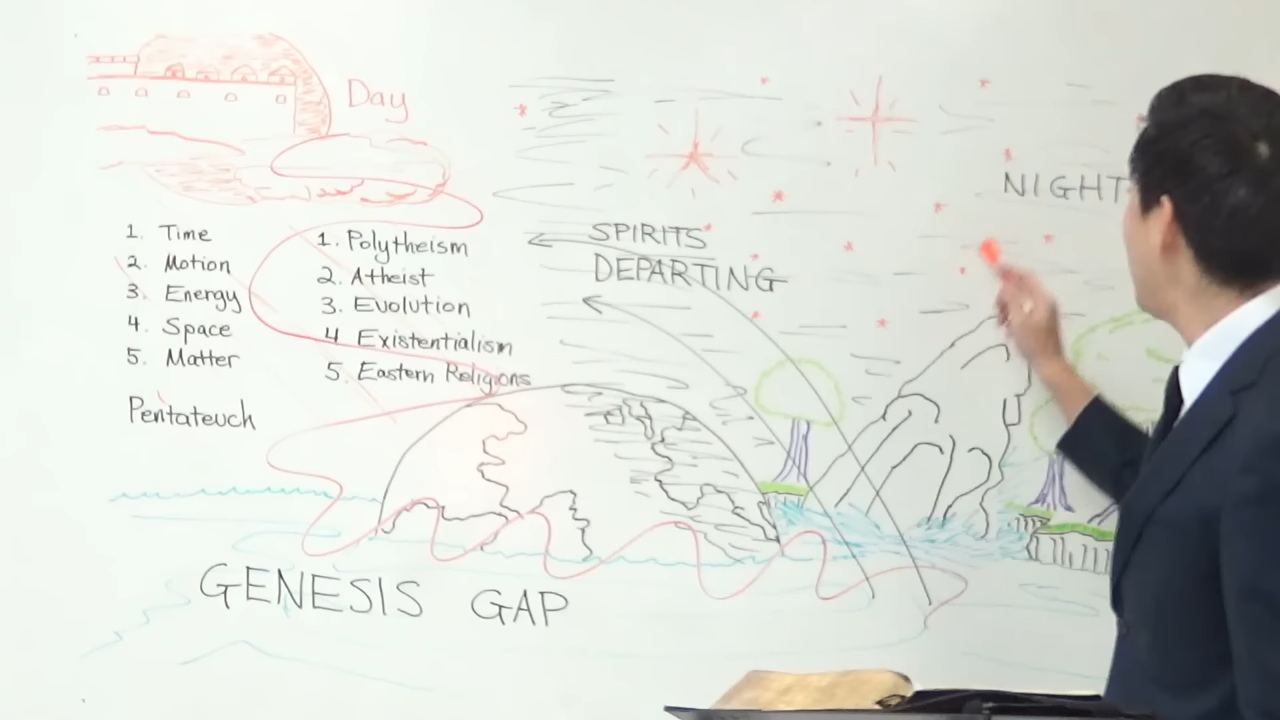 Day
NIGHT
1. Time
2. Motion
3. Energy
4. Space
5. Matter
Pentateuch
1. Polytheism
2. Atheist
3. Evolution
4 Existentialism
5. Eastern Religions
SPIRITS
DEPARTING
GENESIS GAP